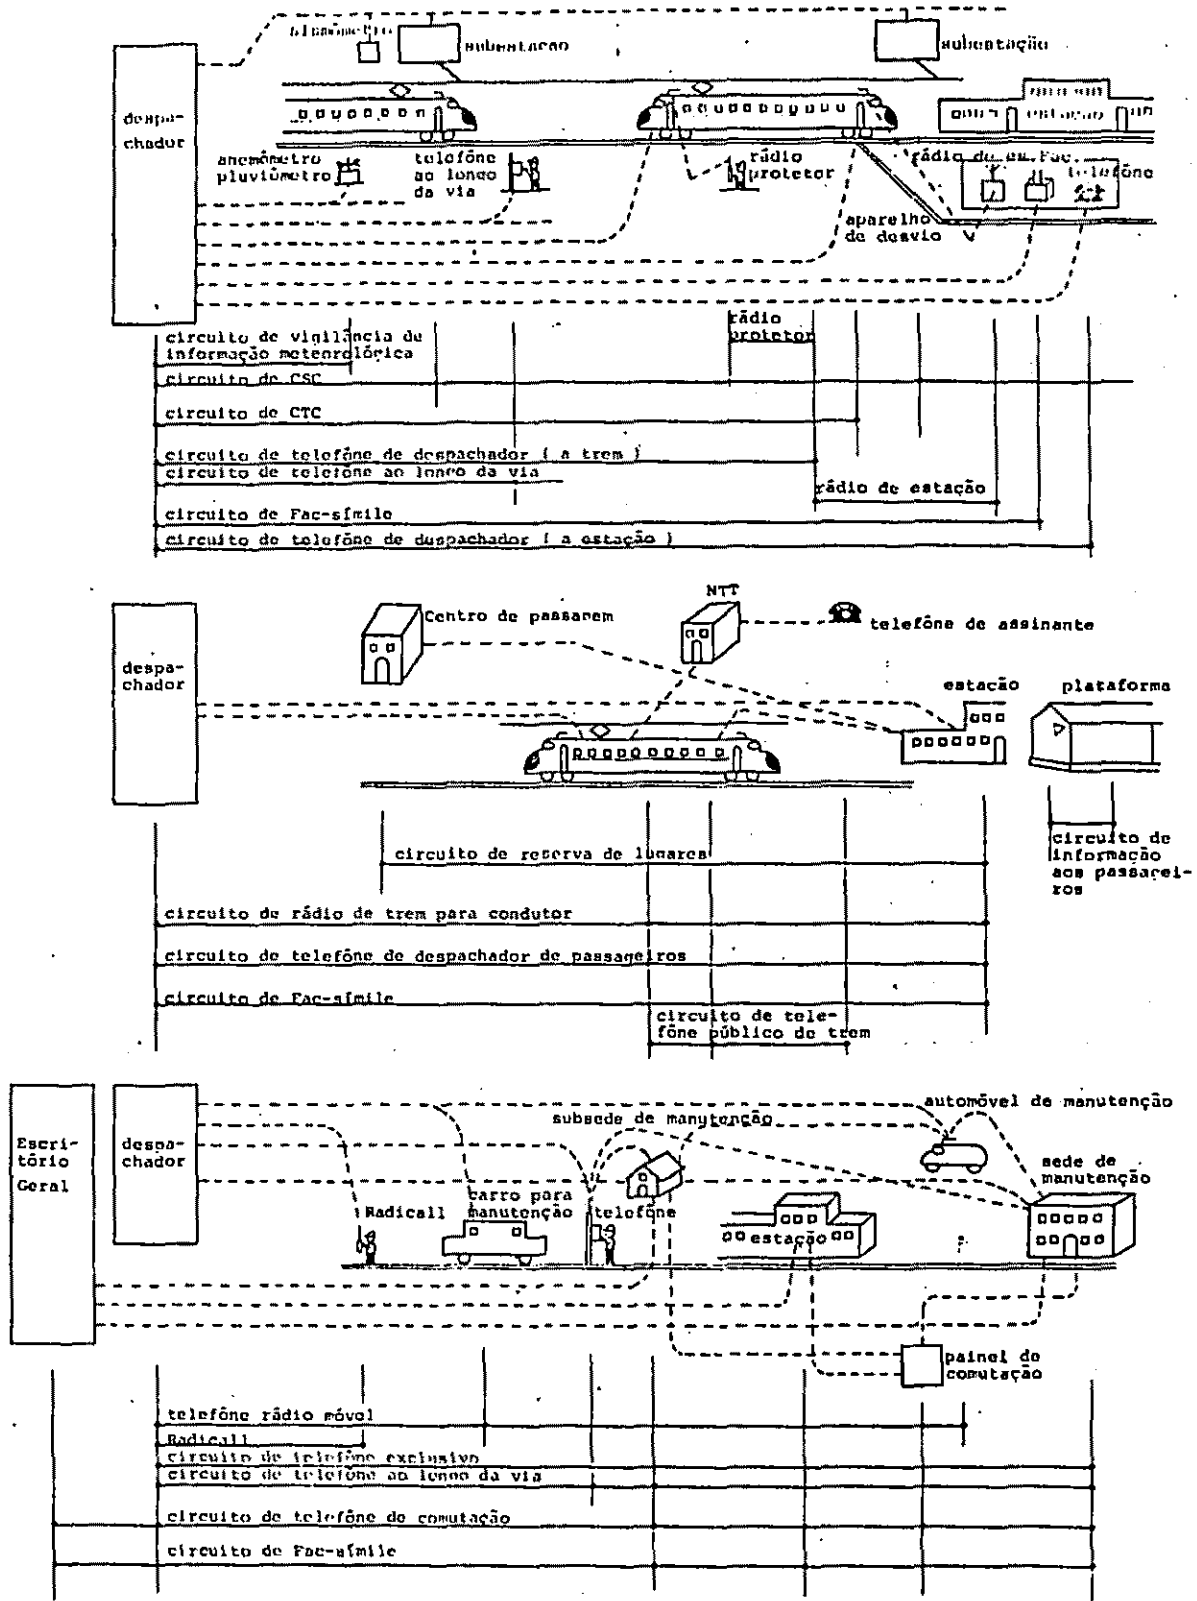 sismômetro
subestação
subestação
despa-
chador
estação
anemômetro
pluviômetro
telefône
ao longo
da via
rádio
protetor
rádio de es. Fac.
telefône
aparelho
de desvio
circuito de vigilância de
informação meteorológica
rádio
protetor
circuito de CSC
circuito de CTC
circuito de telefône de despachador ( a trem )
circuito de telefône ao longo da via
rádio de estação
circuito de Fac-símile
circuito de telefône de despachador ( a estação )
NTT
Centro de passagem
telefône de assinante
despa-
chador
estação
plataforma
circuito de
informação
aos passagei-
ros
circuito de reserva de lugares
circuito de rádio de trem para condutor
circuito de telefône de despachador de passageiros
circuito de Fac-símile
circuito de tele-
fône público de trem
Escri-
tório
Geral
despa-
chador
subsede de manutenção
automóvel de manutenção
sede de
manutenção
Radicall
carro para
manutenção
telefône
estação
painel de
comutação
telefône rádio móvel
Radicall
circuito de telefône exclusivo
circuito de telefône ao longo da via
circuito de telefône de comutação
circuito de Fac-símile